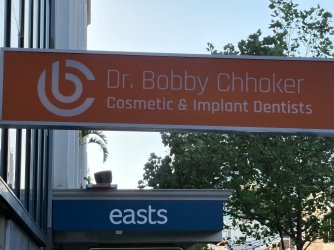 Dr. Bobby Chhoker
Cosmetic & Implant Dentists
easts